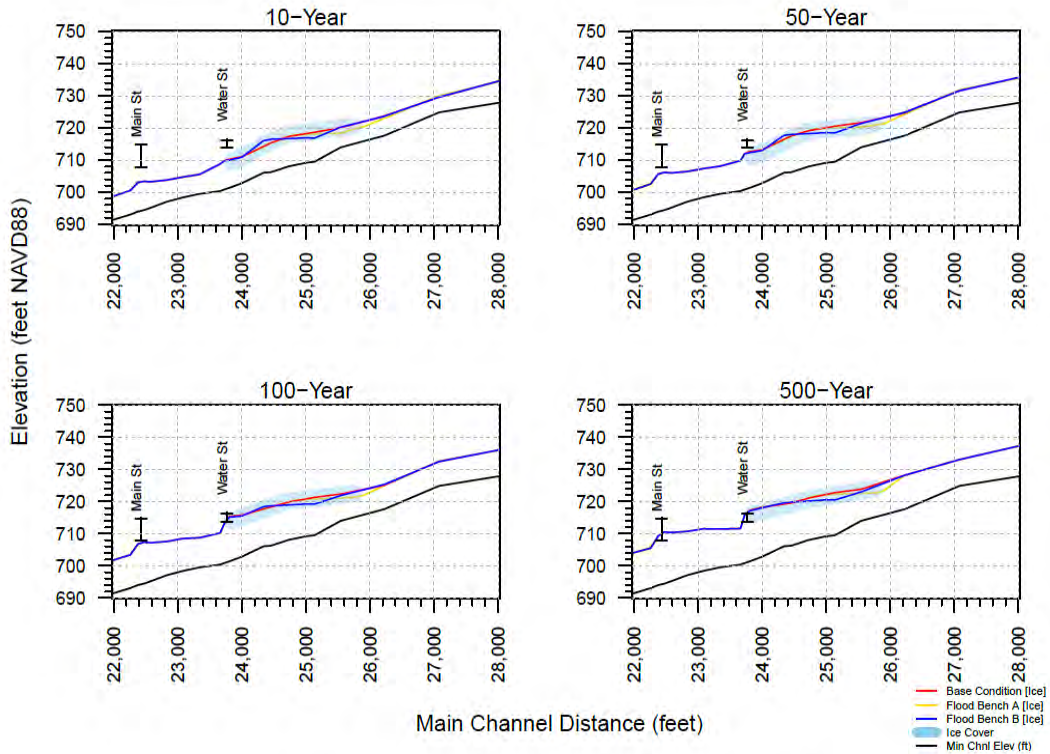 10−Year
50−Year
750
740
730
720
710
700
690
Main St
Water St
22,000
23,000
24,000
25,000
26,000
27,000
28,000
750
740
730
720
710
700
690
Main St
Water St
22,000
23,000
24,000
25,000
26,000
27,000
28,000
Elevation (feet NAVD88)
100−Year
500−Year
750
740
730
720
710
700
690
Main St
Water St
22,000
23,000
24,000
25,000
26,000
27,000
28,000
750
740
730
720
710
700
690
Main St
Water St
22,000
23,000
24,000
25,000
26,000
27,000
28,000
Main Channel Distance (feet)
Base Condition [Ice]
Flood Bench A [Ice]
Flood Bench B [Ice]
Ice Cover
Min Chnl Elev (ft)